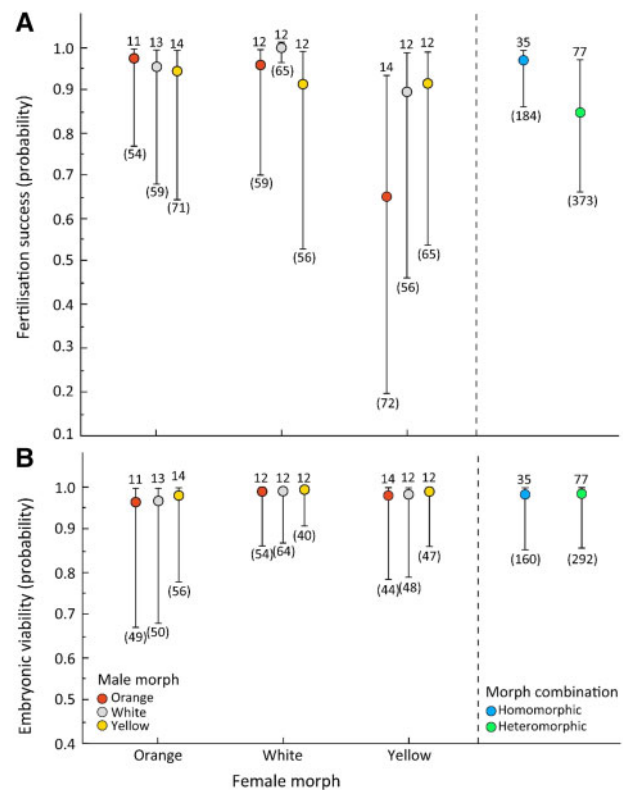 A
11 13 14 12 12 12 14 12 12 35 77
1.0
0.9
0.8
0.7
0.6
0.5
0.4
0.3
0.2
0.1
Fertilisation success (probability)
(54) (59) (71) (59) (65) (56) (72) (56) (65) (184) (373)
B
11 13 14 12 12 12 14 12 12 35 77
1.0
0.9
0.8
0.7
0.6
0.5
0.4
Embryonic viability (probability)
(49) (50) (56) (54) (64) (40) (44) (48) (47) (160) (292)
Male morph
Orange
White
Yellow
Morph combination
Homomorphic
Heteromorphic
Orange White Yellow
Female morph